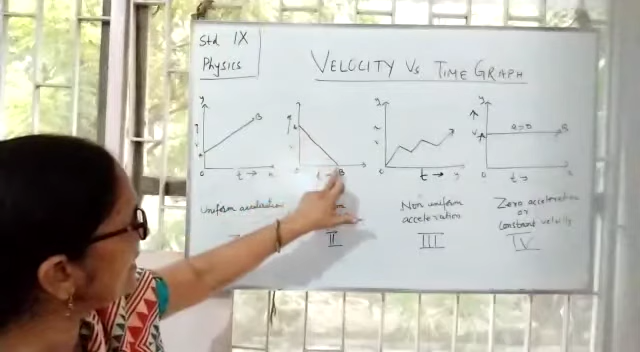 Std IX
Physics
VELOCITY VS TIME GRAPH
y
B
A
v
o
t → x
Uniform acceleration
B
o
t
II
y
o
t →
Non uniform
acceleration
III
y
a=0
B
v
A
o
t →
x
Zero acceleration
or
constant velocity
IV